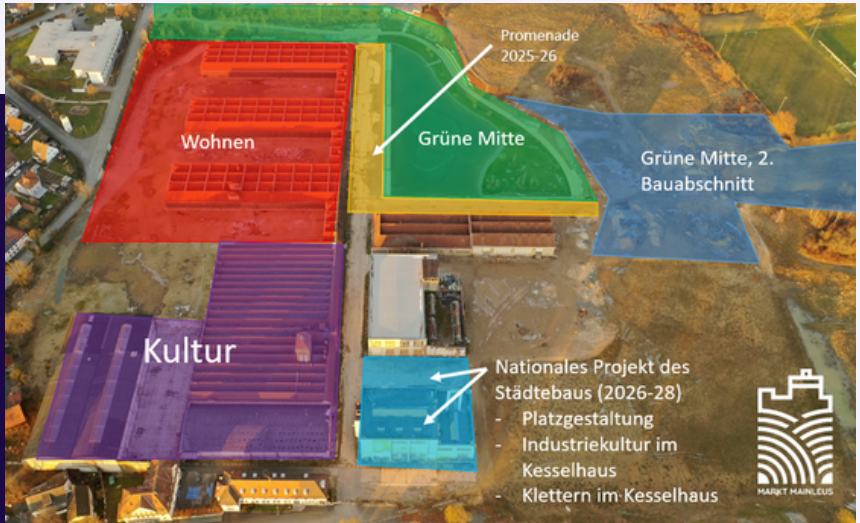 Promenade
2025-26
Wohnen
Grüne Mitte
Grüne Mitte, 2.
Bauabschnitt
Kultur
Nationales Projekt des
Städtebaus (2026-28)
- Platzgestaltung
- Industriekultur im
Kesselhaus
- Klettern im Kesselhaus
MARKT MAINLEUS